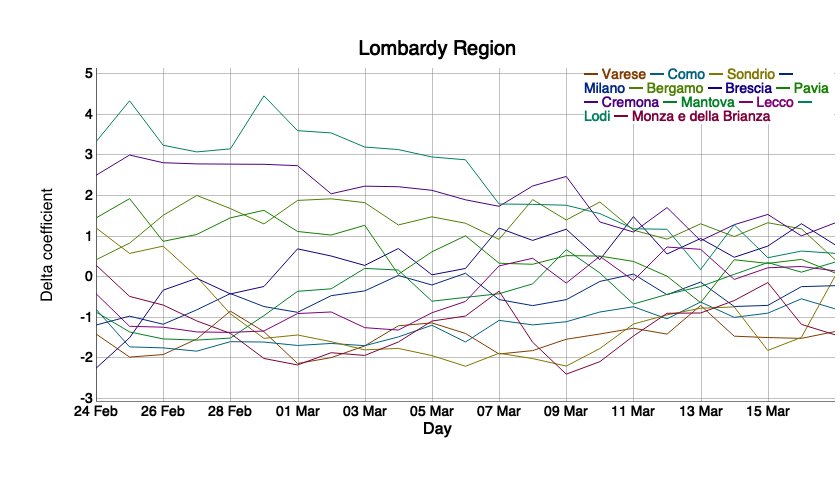 Lombardy Region
Varese — Como — Sondrio —
Milano — Bergamo — Brescia — Pavia
— Cremona — Mantova — Lecco —
Lodi — Monza e della Brianza
5
4
3
2
1
0
-1
-2
-3
Delta coefficient
24 Feb 26 Feb 28 Feb 01 Mar 03 Mar 05 Mar 07 Mar 09 Mar 11 Mar 13 Mar 15 Mar
Day